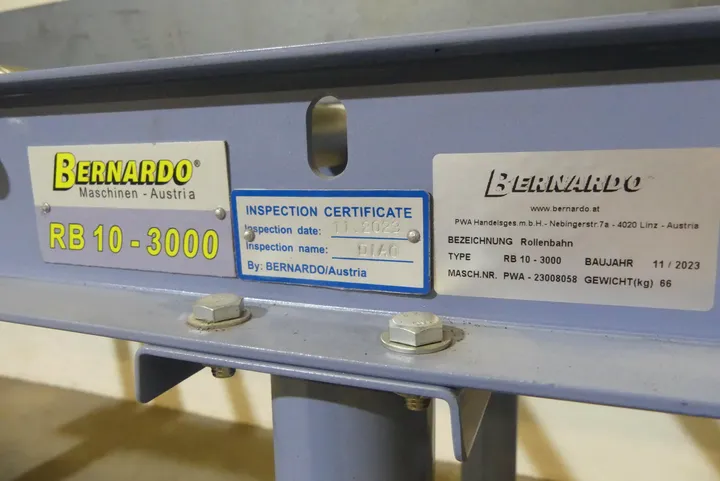 BERNARDO®
Maschinen - Austria
RB 10 - 3000
INSPECTION CERTIFICATE
Inspection date: 11.2023
Inspection name:
By: BERNARDO/Austria
BERNARDO
www.bernardo.at
PWA Handelsges.m.b.H. - Nebingerstr.7a - 4020 Linz - Austria
BEZEICHNUNG Rollenbahn
TYPE RB 10 - 3000 BAUJAHR 11 / 2023
MASCH.NR. PWA - 23008058 GEWICHT(kg) 66